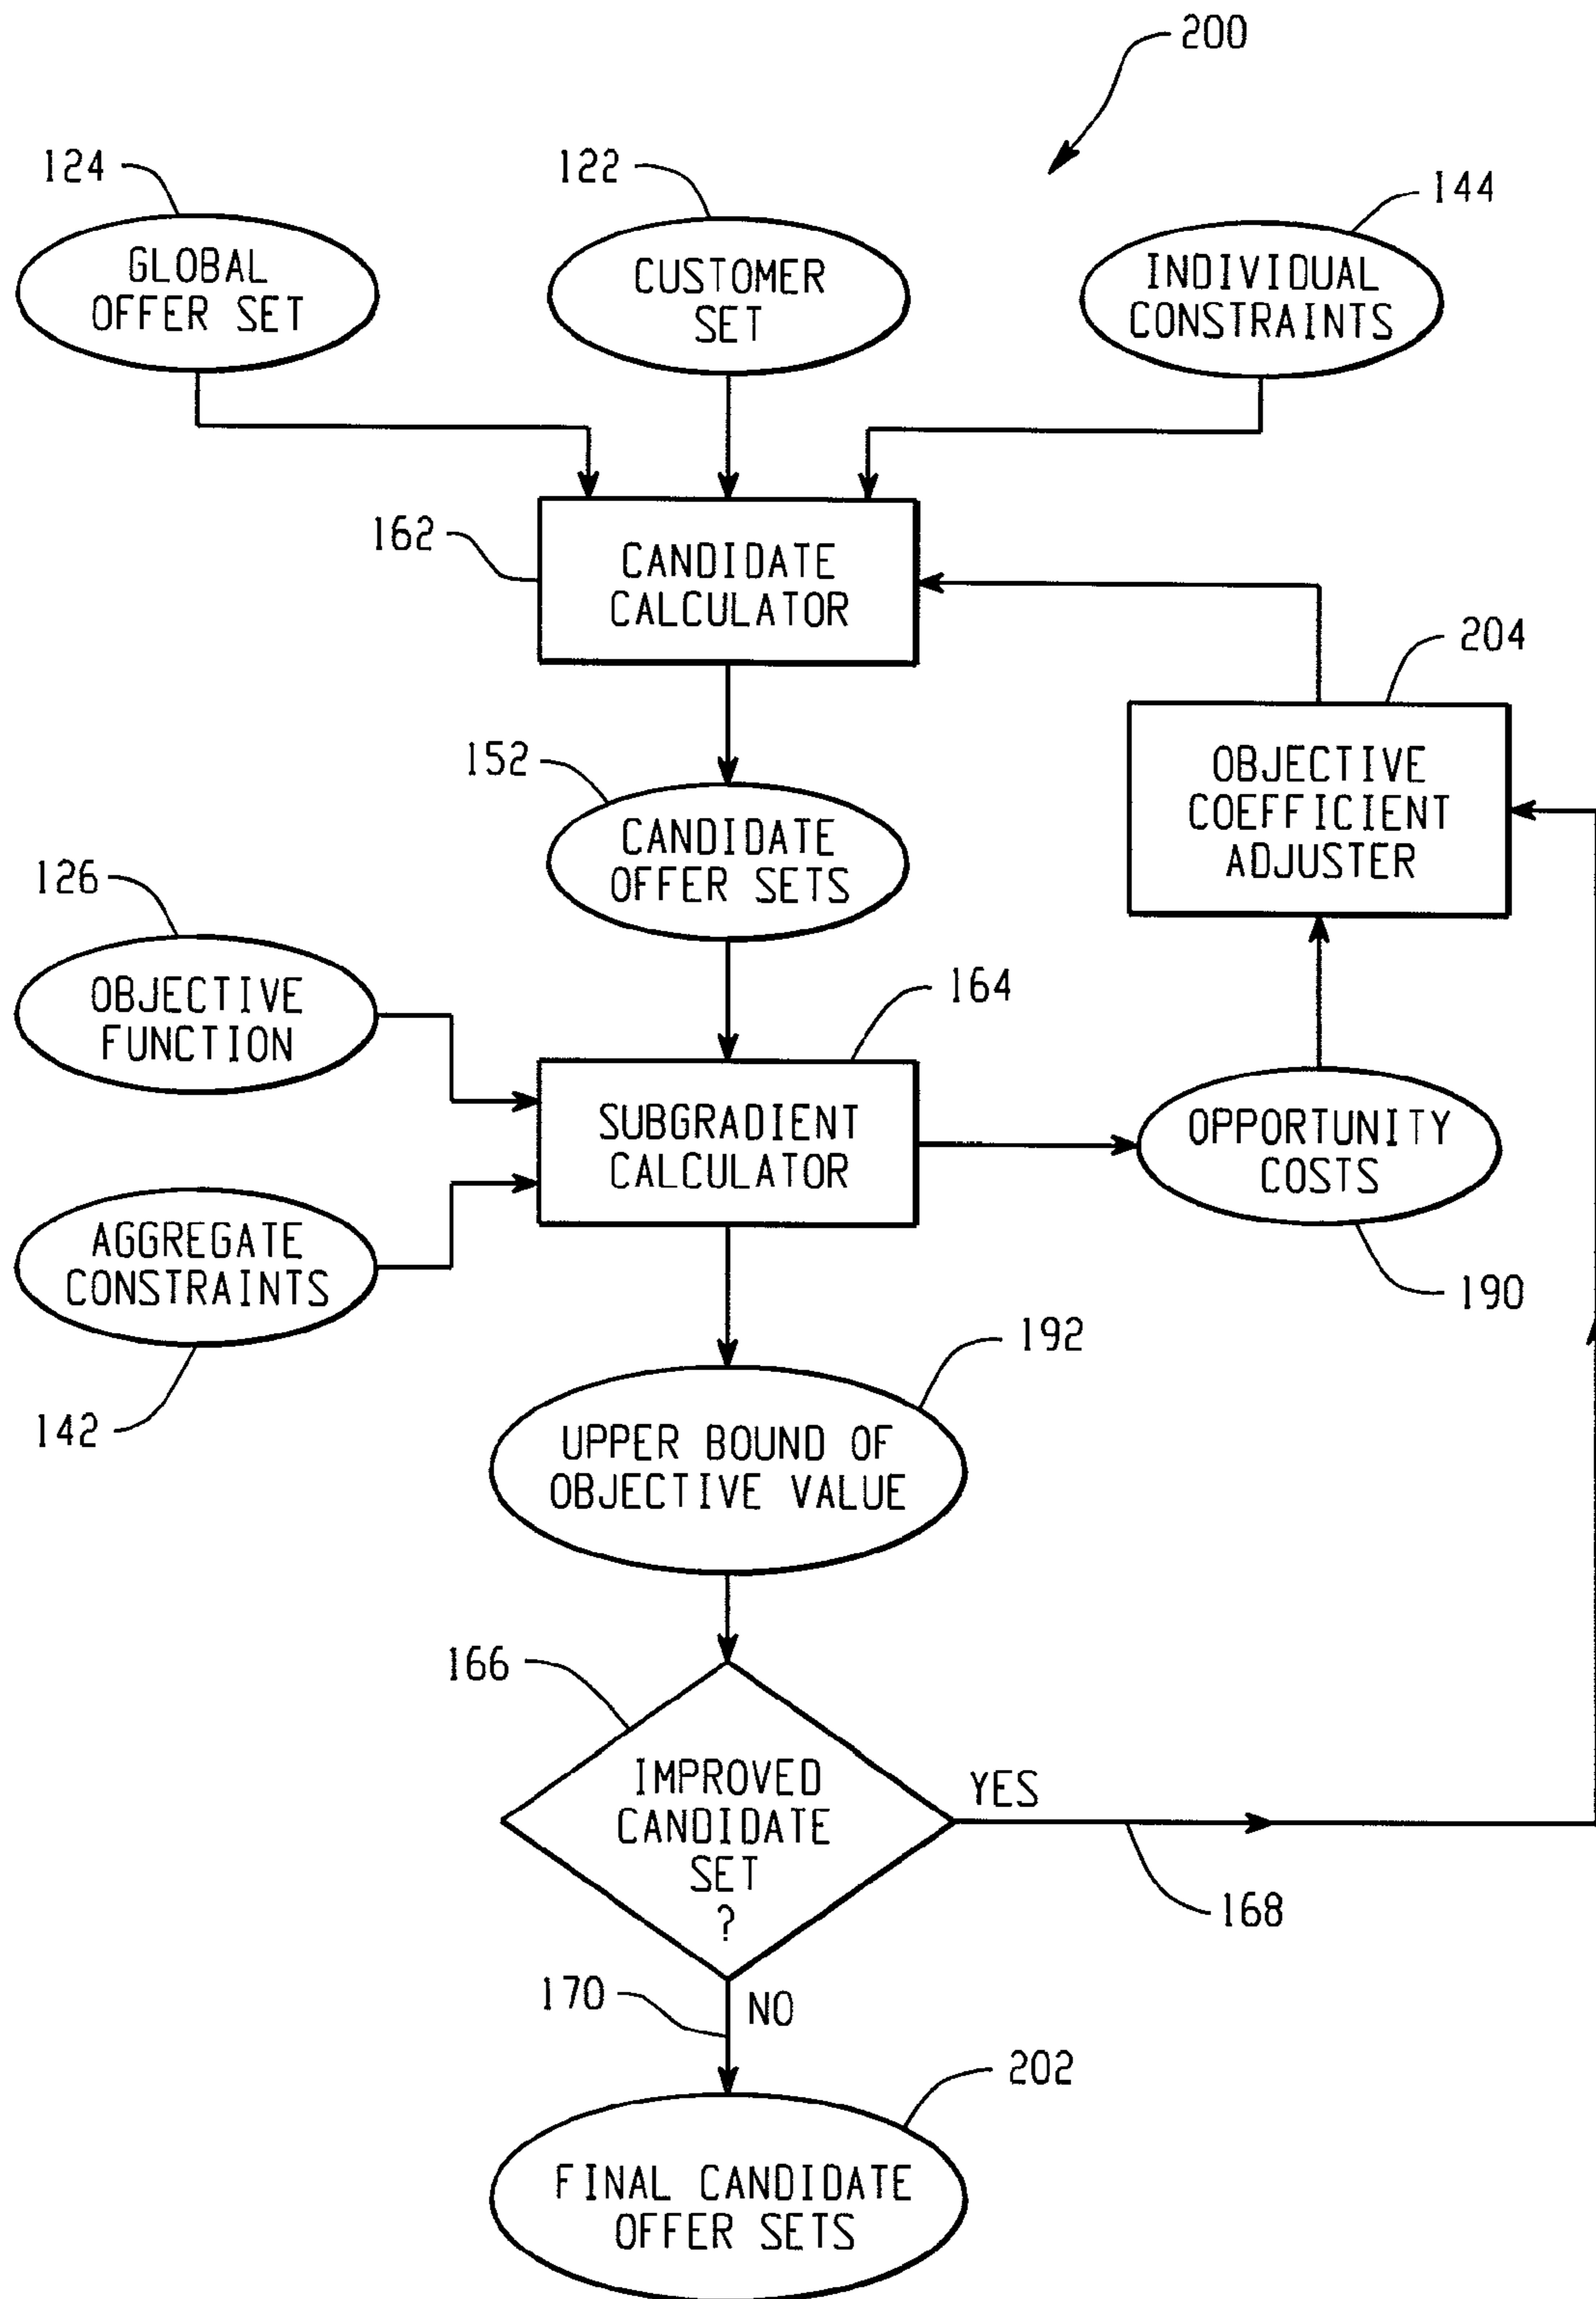 200
124
122
144
GLOBAL
OFFER SET
CUSTOMER
SET
INDIVIDUAL
CONSTRAINTS
162
CANDIDATE
CALCULATOR
204
OBJECTIVE
COEFFICIENT
ADJUSTER
152
CANDIDATE
OFFER SETS
126
OBJECTIVE
FUNCTION
164
SUBGRADIENT
CALCULATOR
OPPORTUNITY
COSTS
AGGREGATE
CONSTRAINTS
190
192
142
UPPER BOUND OF
OBJECTIVE VALUE
166
IMPROVED
CANDIDATE
SET
?
YES
168
170
NO
202
FINAL CANDIDATE
OFFER SETS